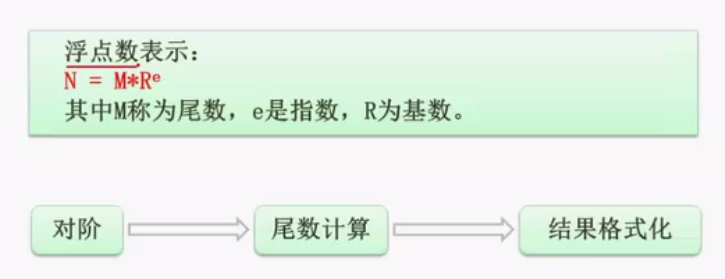 浮点数表示：
N = M*Rᵉ
其中M称为尾数，e是指数，R为基数。
对阶
尾数计算
结果格式化